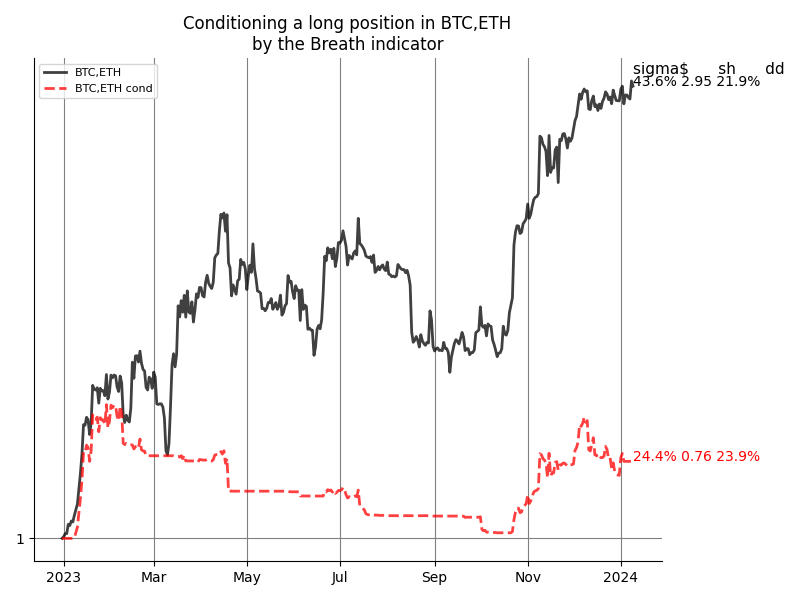 Conditioning a long position in BTC,ETH
by the Breath indicator
BTC,ETH
BTC,ETH cond
sigma$ sh dd
43.6% 2.95 21.9%
24.4% 0.76 23.9%
1
2023 Mar May Jul Sep Nov 2024